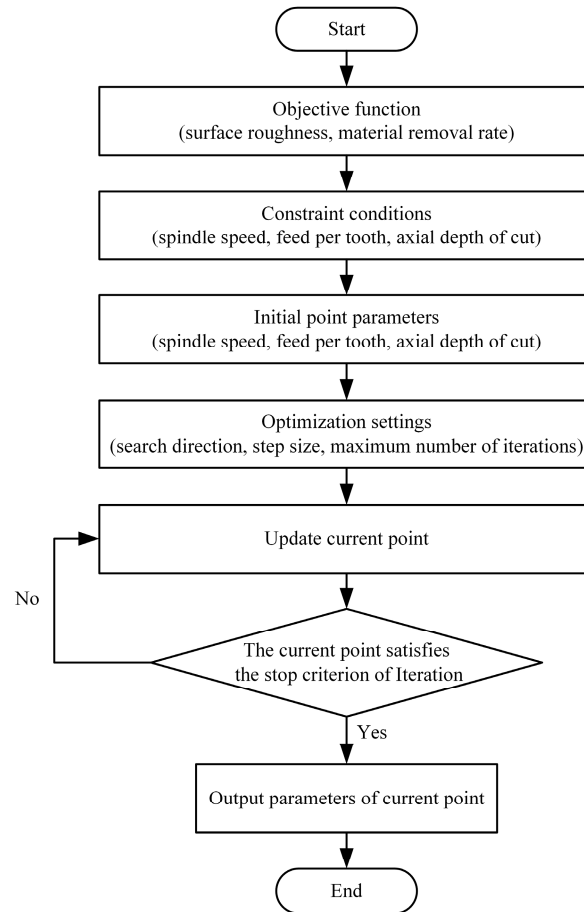 Start
Objective function
(surface roughness, material removal rate)
Constraint conditions
(spindle speed, feed per tooth, axial depth of cut)
Initial point parameters
(spindle speed, feed per tooth, axial depth of cut)
Optimization settings
(search direction, step size, maximum number of iterations)
Update current point
No
The current point satisfies
the stop criterion of Iteration
Yes
Output parameters of current point
End